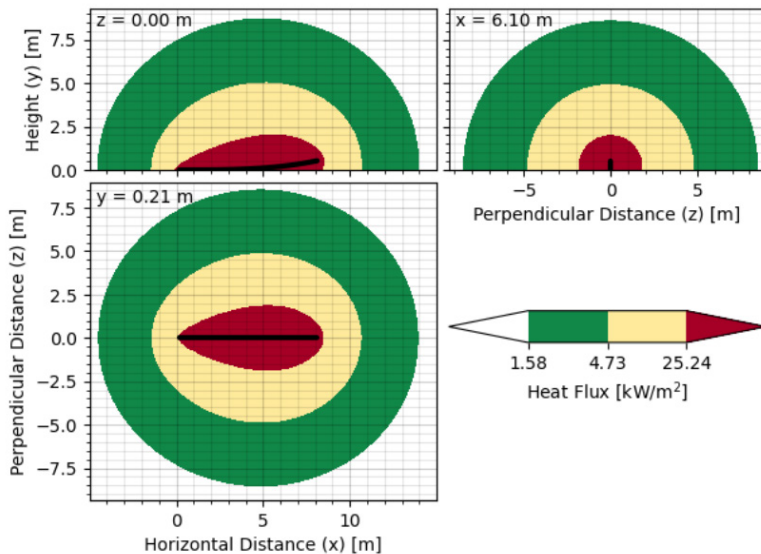 z = 0.00 m
Height (y) [m]
7.5
5.0
2.5
0.0
x = 6.10 m
−5
0
5
Perpendicular Distance (z) [m]
y = 0.21 m
Perpendicular Distance (z) [m]
7.5
5.0
2.5
0.0
−2.5
−5.0
−7.5
0
5
10
Horizontal Distance (x) [m]
1.58
4.73
25.24
Heat Flux [kW/m²]